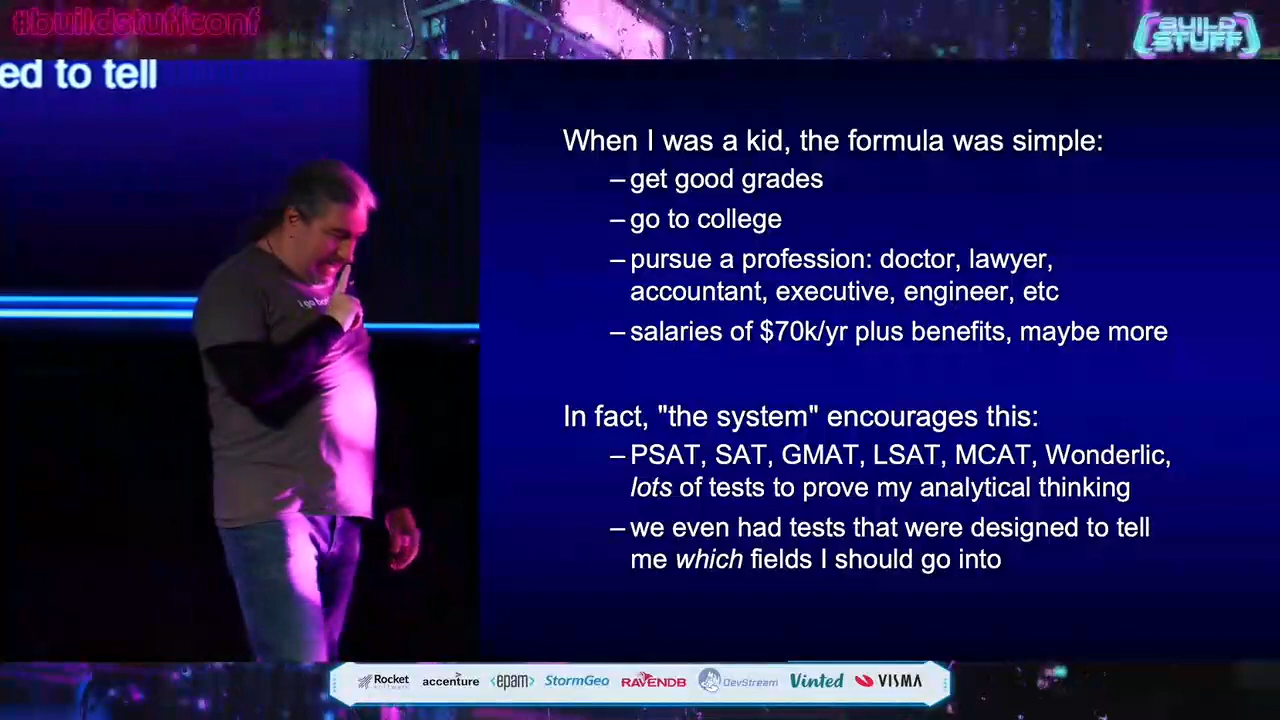 #buildstuffconf
BUILD
STUFF
ed to tell
I go
When I was a kid, the formula was simple:
– get good grades
– go to college
– pursue a profession: doctor, lawyer,
accountant, executive, engineer, etc
– salaries of $70k/yr plus benefits, maybe more
In fact, "the system" encourages this:
– PSAT, SAT, GMAT, LSAT, MCAT, Wonderlic,
lots of tests to prove my analytical thinking
– we even had tests that were designed to tell
me which fields I should go into
Rocket
software
accenture
<epam>
StormGeo
RAVENDB
DevStream
Vinted
VISMA